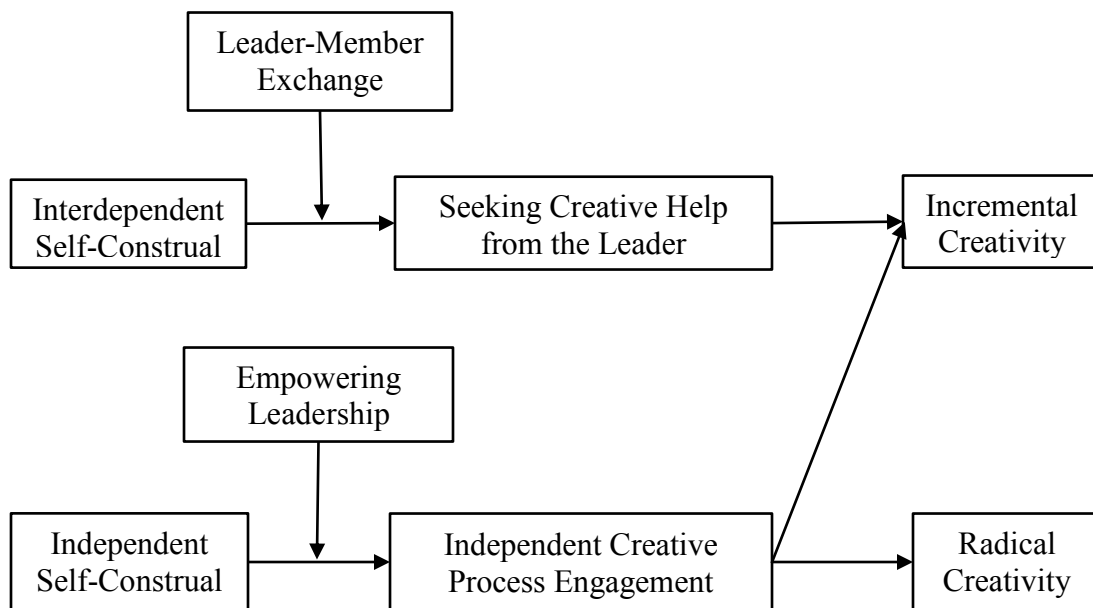 Leader-Member
Exchange
Interdependent
Self-Construal
Seeking Creative Help
from the Leader
Incremental
Creativity
Empowering
Leadership
Independent
Self-Construal
Independent Creative
Process Engagement
Radical
Creativity